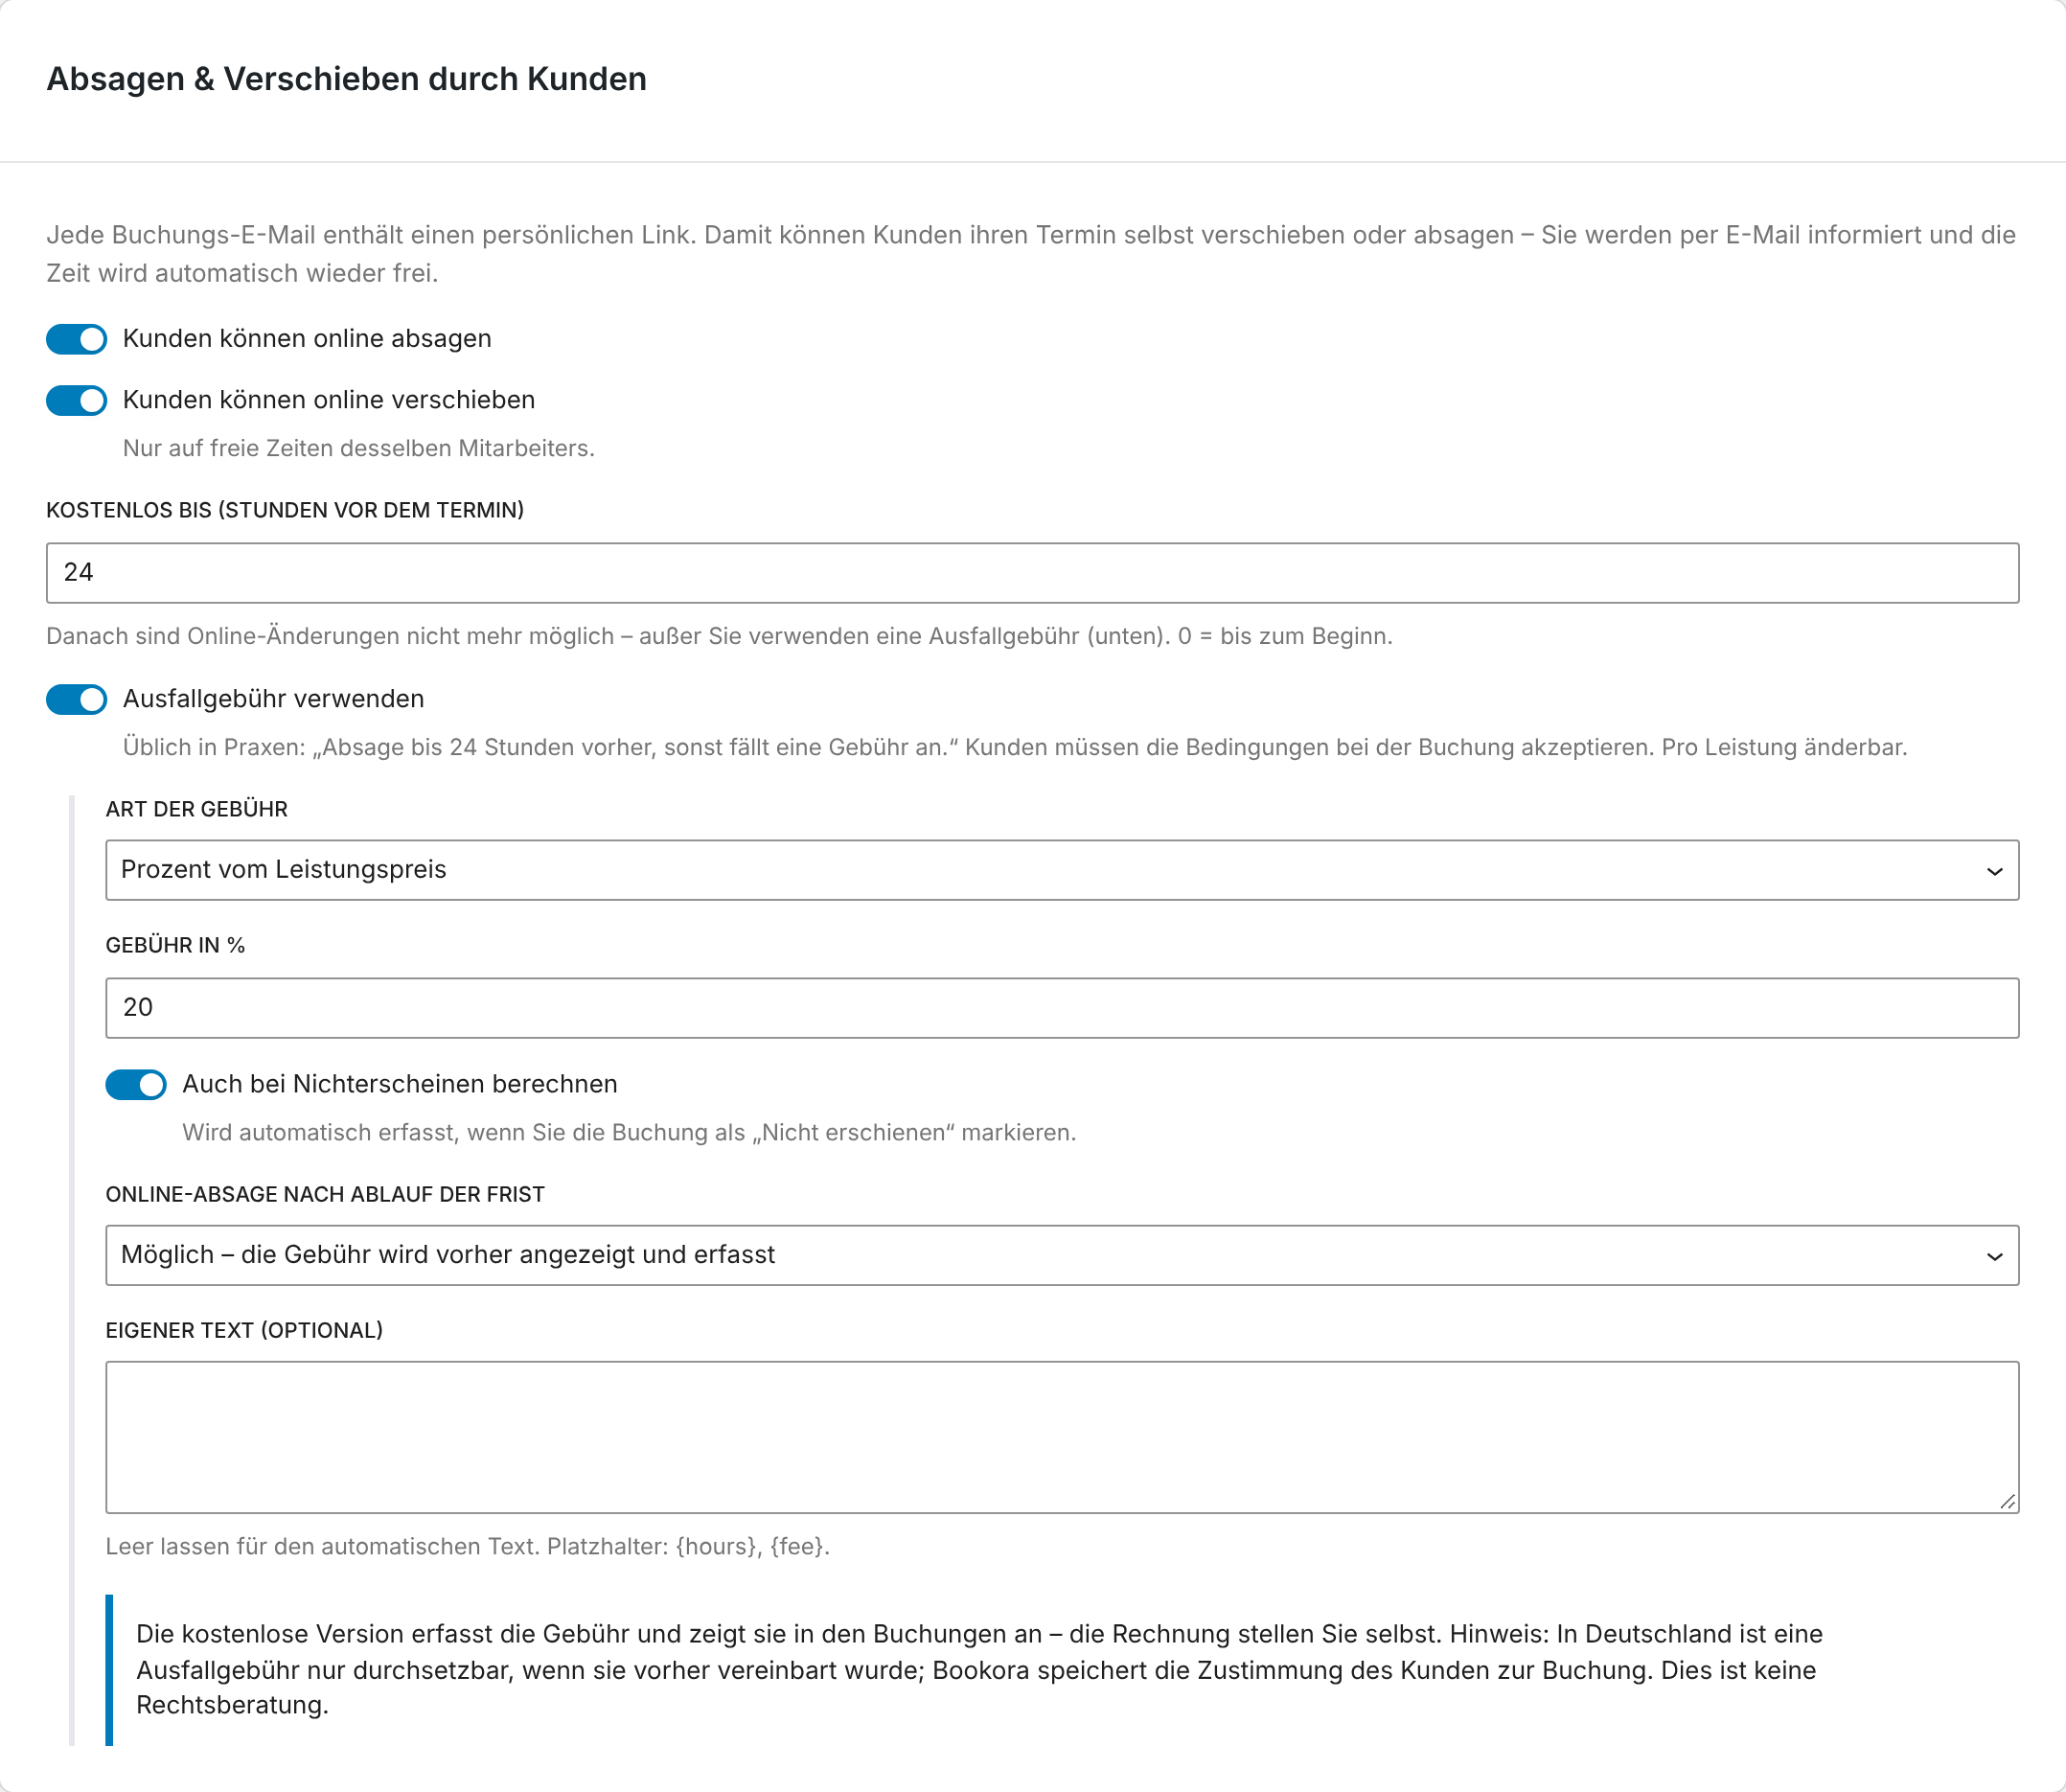 Absagen & Verschieben durch Kunden
Jede Buchungs-E-Mail enthält einen persönlichen Link. Damit können Kunden ihren Termin selbst verschieben oder absagen – Sie werden per E-Mail informiert und die
Zeit wird automatisch wieder frei.
Kunden können online absagen
Kunden können online verschieben
Nur auf freie Zeiten desselben Mitarbeiters.
KOSTENLOS BIS (STUNDEN VOR DEM TERMIN)
24
Danach sind Online-Änderungen nicht mehr möglich – außer Sie verwenden eine Ausfallgebühr (unten). 0 = bis zum Beginn.
Ausfallgebühr verwenden
Üblich in Praxen: „Absage bis 24 Stunden vorher, sonst fällt eine Gebühr an.“ Kunden müssen die Bedingungen bei der Buchung akzeptieren. Pro Leistung änderbar.
ART DER GEBÜHR
Prozent vom Leistungspreis
GEBÜHR IN %
20
Auch bei Nichterscheinen berechnen
Wird automatisch erfasst, wenn Sie die Buchung als „Nicht erschienen“ markieren.
ONLINE-ABSAGE NACH ABLAUF DER FRIST
Möglich – die Gebühr wird vorher angezeigt und erfasst
EIGENER TEXT (OPTIONAL)
Leer lassen für den automatischen Text. Platzhalter: {hours}, {fee}.
Die kostenlose Version erfasst die Gebühr und zeigt sie in den Buchungen an – die Rechnung stellen Sie selbst. Hinweis: In Deutschland ist eine
Ausfallgebühr nur durchsetzbar, wenn sie vorher vereinbart wurde; Bookora speichert die Zustimmung des Kunden zur Buchung. Dies ist keine
Rechtsberatung.